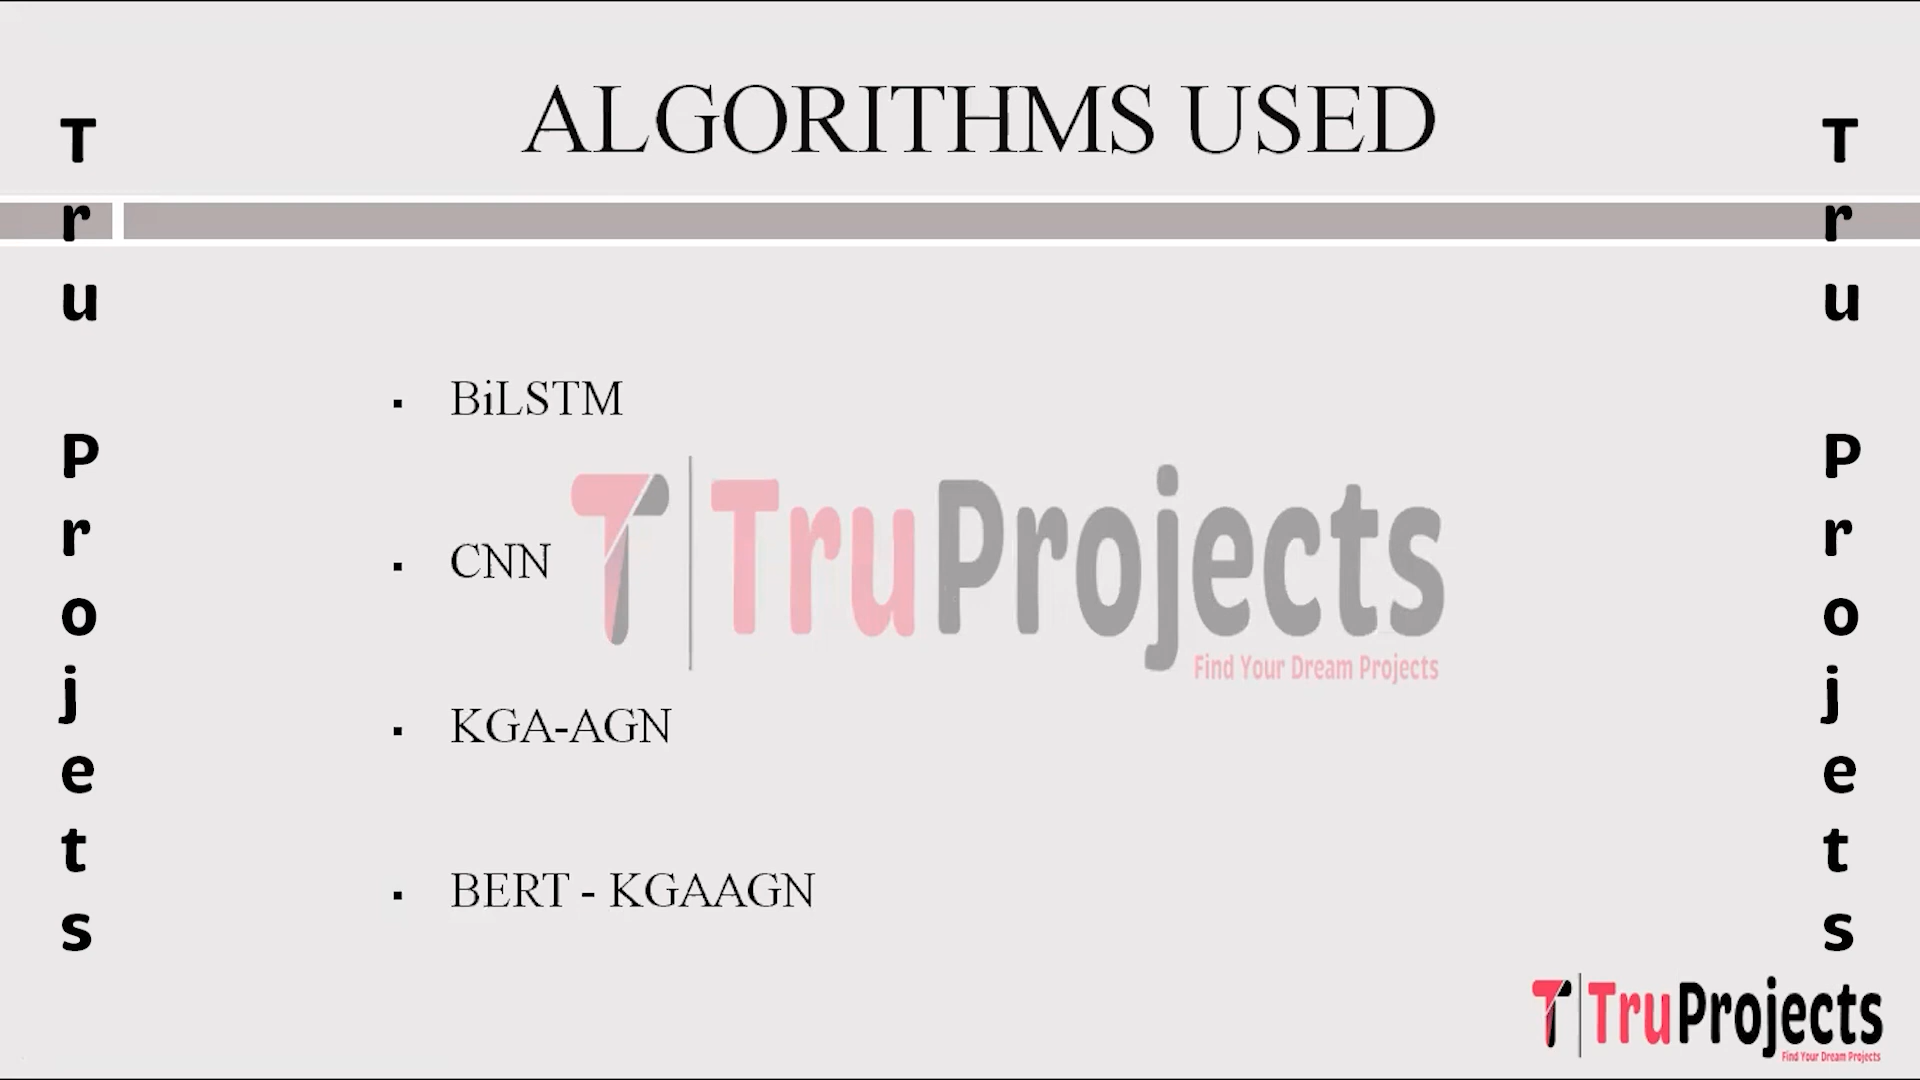 ALGORITHMS USED
Tru Projets
Tru Projets
BiLSTM
CNN
KGA-AGN
BERT - KGAAGN
TruProjects
Find Your Dream Projects
TruProjects
Find Your Dream Projects